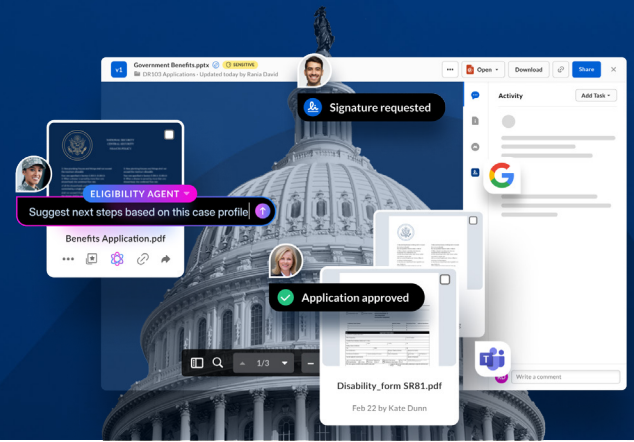 v1
Government Benefits.pptx
SENSITIVE
DR103 Applications · Updated today by Rania David
Open
Download
Share
Signature requested
Activity
Add Task
ELIGIBILITY AGENT
Suggest next steps based on this case profile
Benefits Application.pdf
Application approved
1/3
Disability_form SR81.pdf
Feb 22 by Kate Dunn
Write a comment